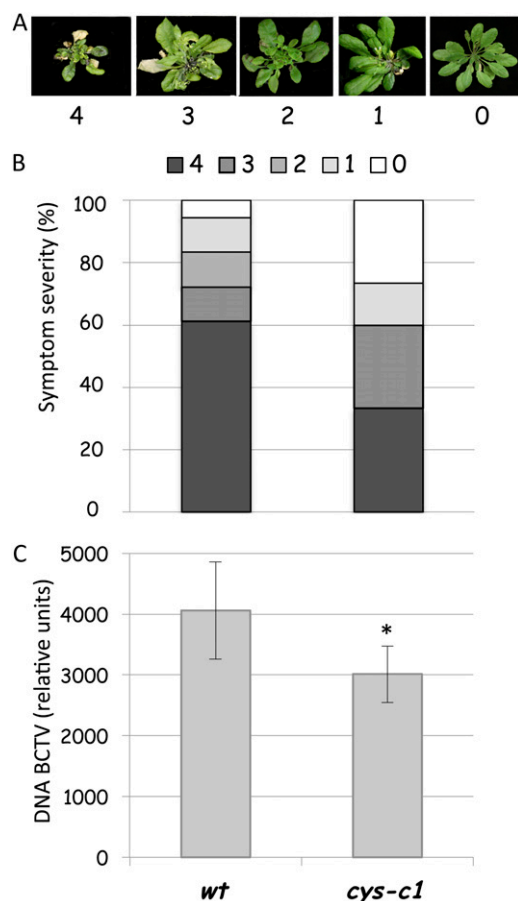 A
4 3 2 1 0
B
4 3 2 1 0
Symptom severity (%)
100
80
60
40
20
0
C
DNA BCTV (relative units)
5000
4000
3000
2000
1000
0
*
wt cys-c1